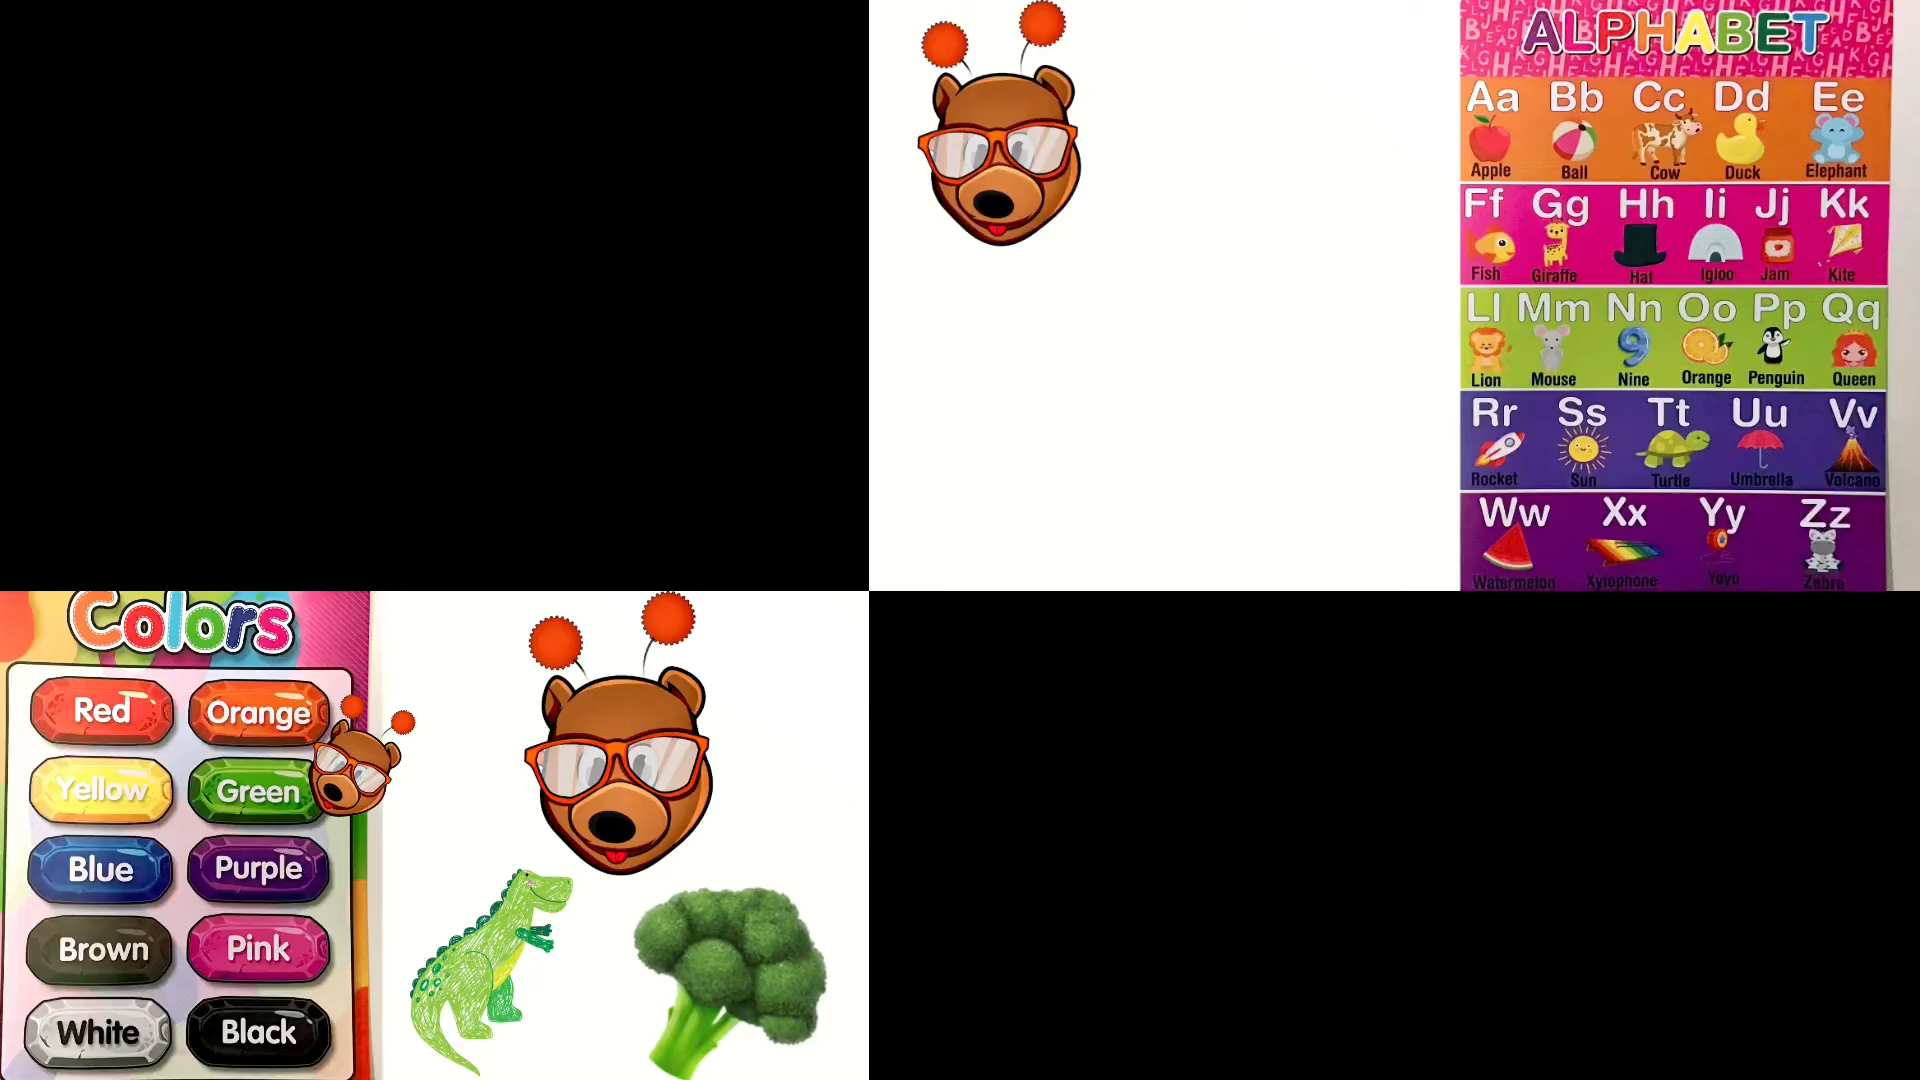 ALPHABET
Aa Bb Cc Dd Ee
Apple Ball Cow Duck Elephant
Ff Gg Hh Ii Jj Kk
Fish Giraffe Hat Igloo Jam Kite
Ll Mm Nn Oo Pp Qq
9
Lion Mouse Nine Orange Penguin Queen
Rr Ss Tt Uu Vv
Rocket Sun Turtle Umbrella Volcano
Ww Xx Yy Zz
Watermelon Xylophone Yoyo Zebra
Colors
Red Orange
Yellow Green
Blue Purple
Brown Pink
White Black